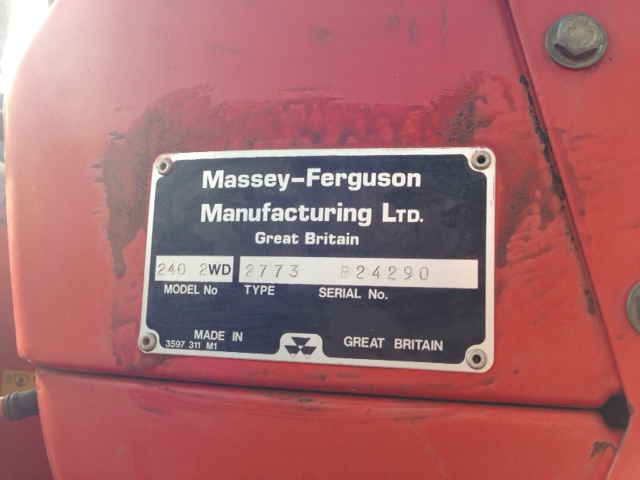 Massey-Ferguson
Manufacturing LTD.
Great Britain
240 2WD 2773 B24290
MODEL No TYPE SERIAL No.
MADE IN GREAT BRITAIN
3597 311 M1